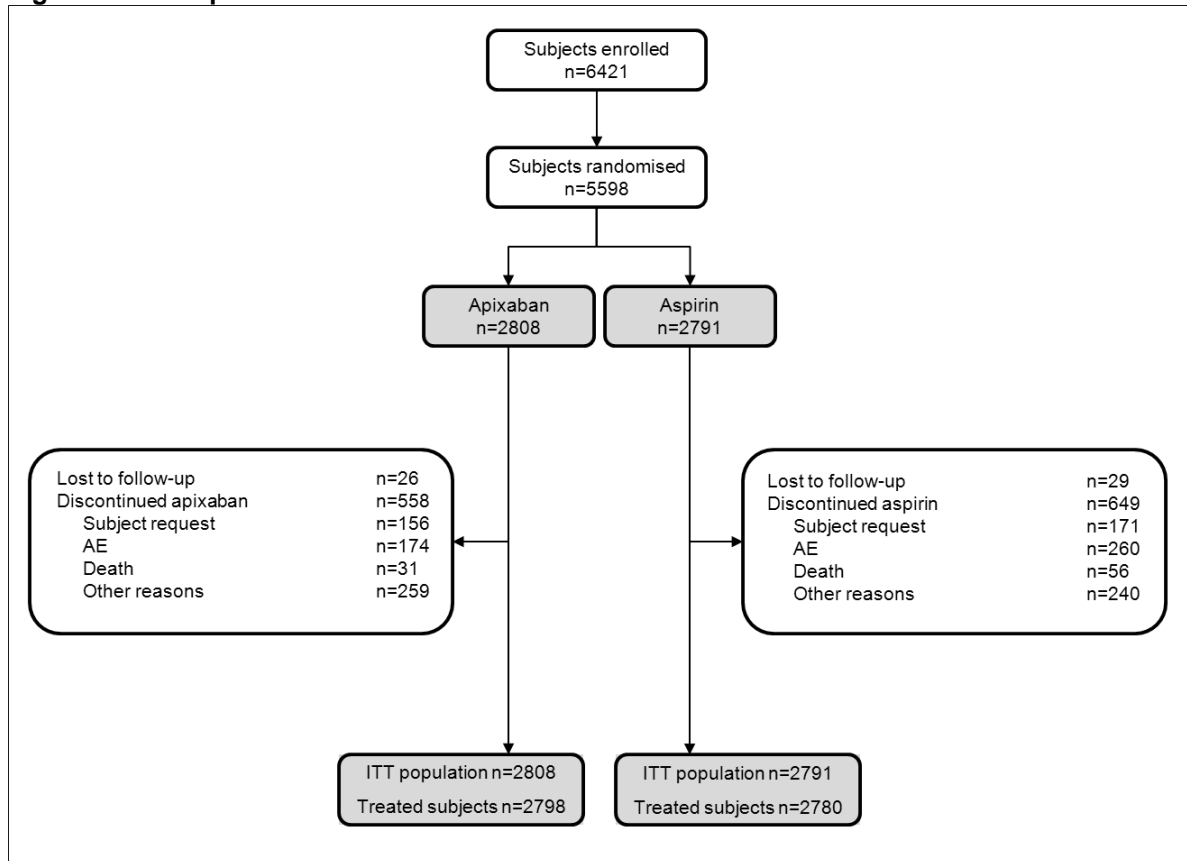 Subjects enrolled
n=6421
Subjects randomised
n=5598
Apixaban
n=2808
Aspirin
n=2791
Lost to follow-up n=26
Discontinued apixaban n=558
Subject request n=156
AE n=174
Death n=31
Other reasons n=259
Lost to follow-up n=29
Discontinued aspirin n=649
Subject request n=171
AE n=260
Death n=56
Other reasons n=240
ITT population n=2808
Treated subjects n=2798
ITT population n=2791
Treated subjects n=2780